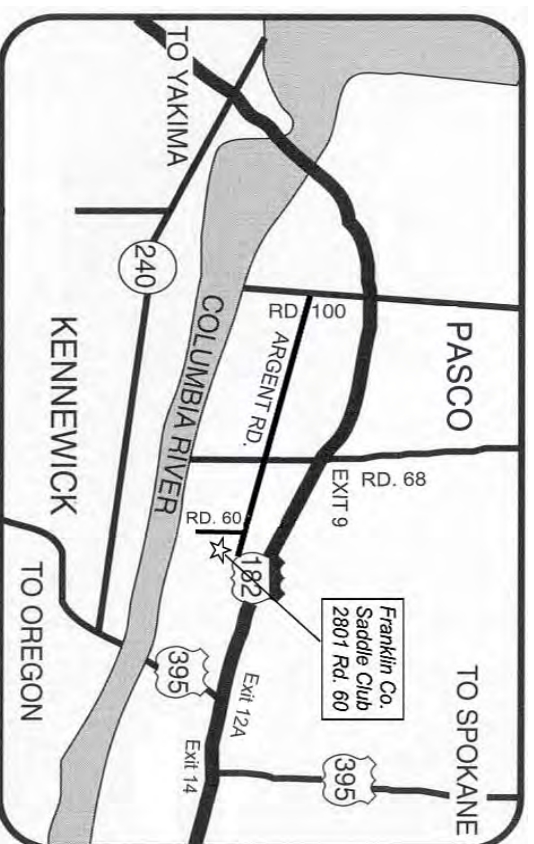 TO YAKIMA
240
KENNEWICK
COLUMBIA RIVER
RD. 100
ARGENT RD.
PASCO
RD. 68
EXIT 9
RD. 60
182
Franklin Co.
Saddle Club
2801 Rd. 60
TO OREGON
395
Exit 12A
Exit 14
395
TO SPOKANE